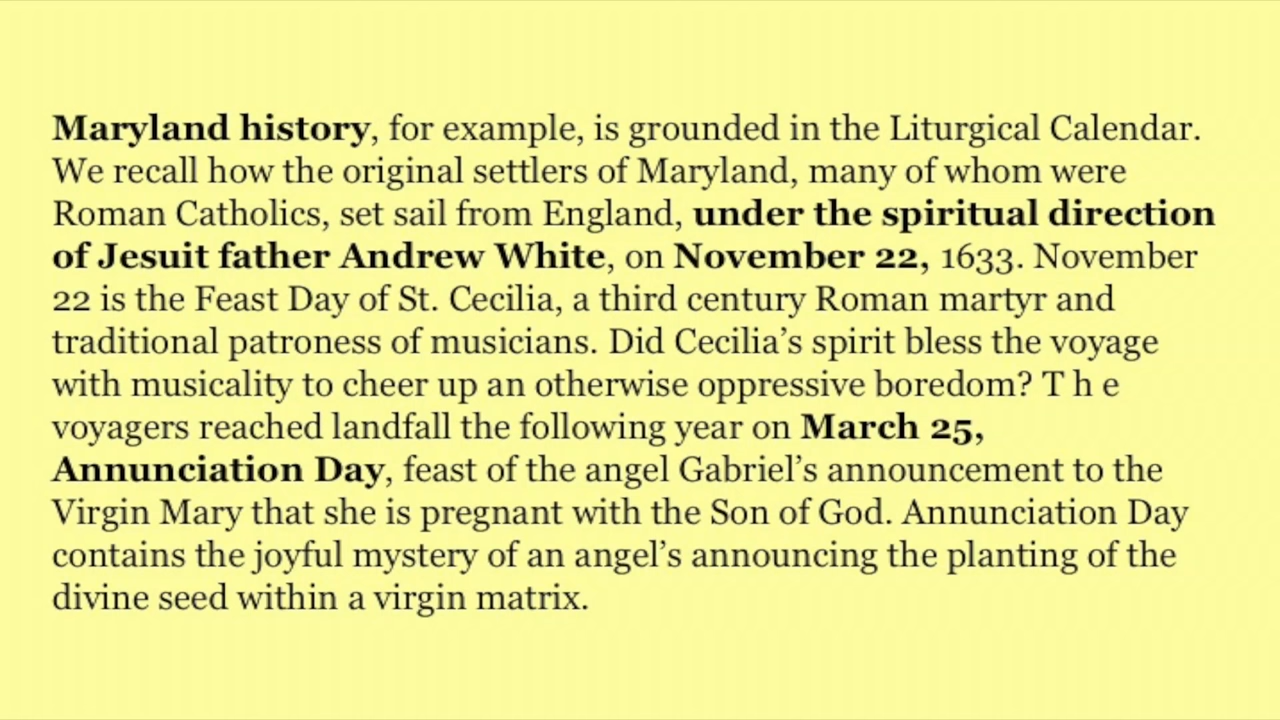 Maryland history, for example, is grounded in the Liturgical Calendar.
We recall how the original settlers of Maryland, many of whom were
Roman Catholics, set sail from England, under the spiritual direction
of Jesuit father Andrew White, on November 22, 1633. November
22 is the Feast Day of St. Cecilia, a third century Roman martyr and
traditional patroness of musicians. Did Cecilia’s spirit bless the voyage
with musicality to cheer up an otherwise oppressive boredom? T h e
voyagers reached landfall the following year on March 25,
Annunciation Day, feast of the angel Gabriel’s announcement to the
Virgin Mary that she is pregnant with the Son of God. Annunciation Day
contains the joyful mystery of an angel’s announcing the planting of the
divine seed within a virgin matrix.